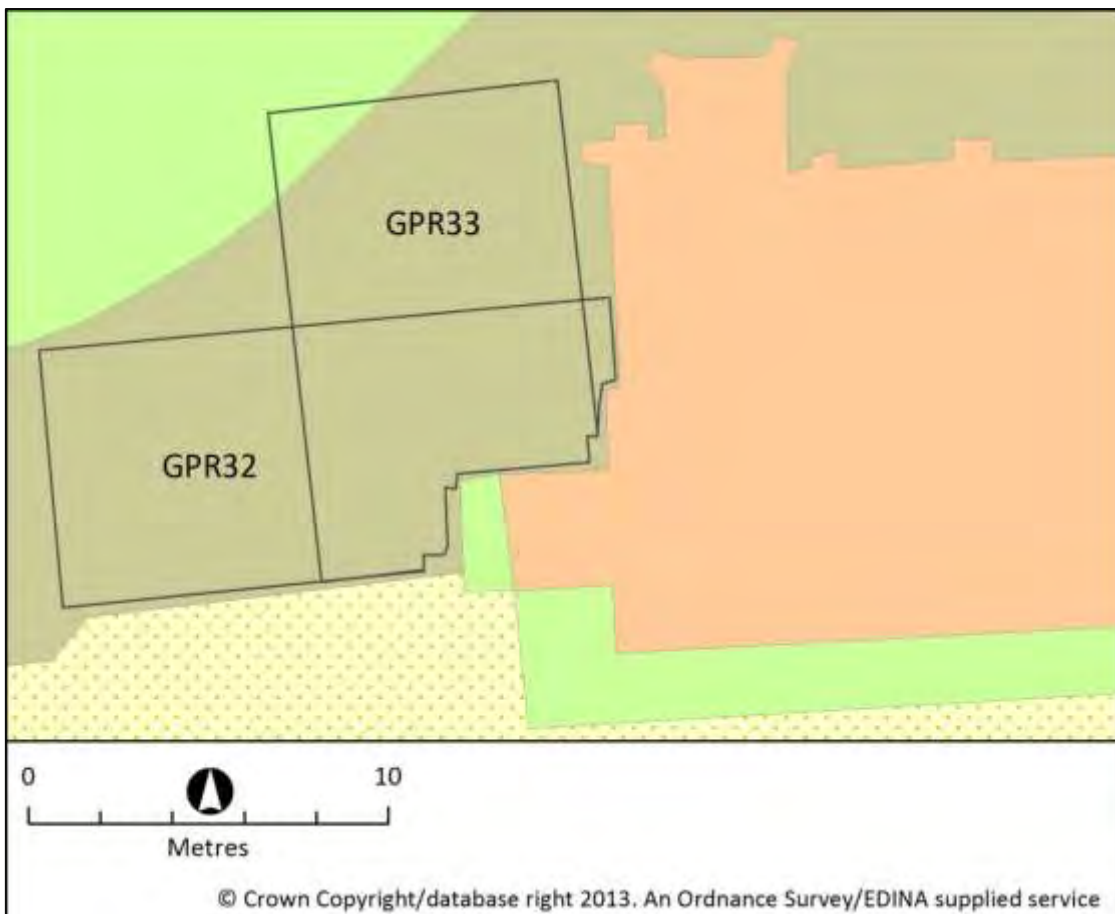 GPR33
GPR32
0 10
Metres
© Crown Copyright/database right 2013. An Ordnance Survey/EDINA supplied service